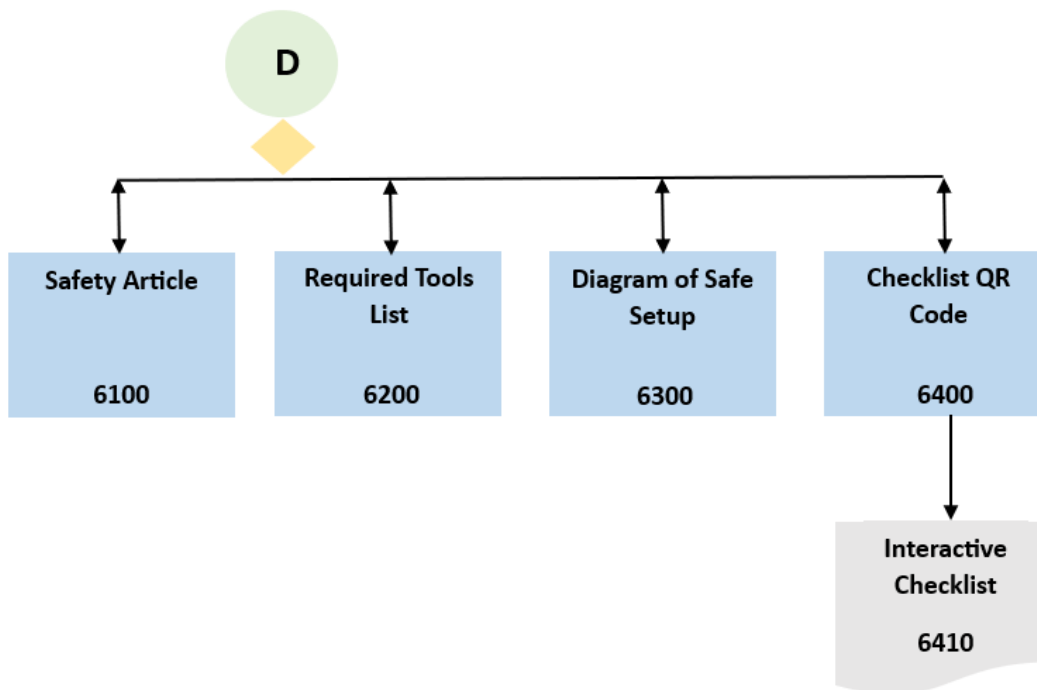 D
Safety Article
6100
Required Tools
List
6200
Diagram of Safe
Setup
6300
Checklist QR
Code
6400
Interactive
Checklist
6410